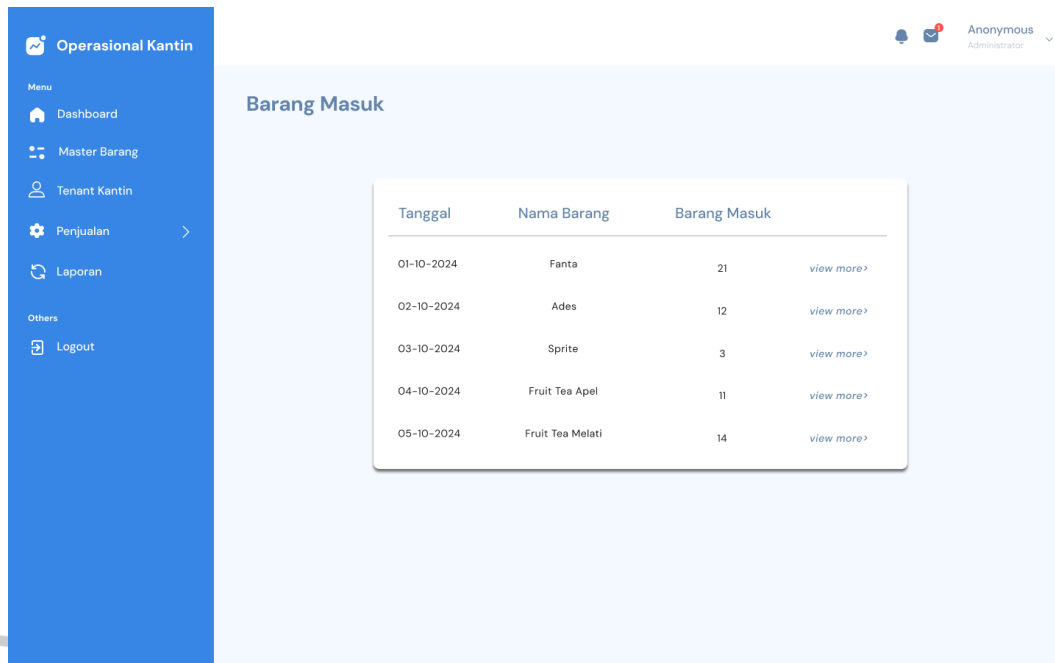 Operasional Kantin
Menu
Dashboard
Master Barang
Tenant Kantin
Penjualan
Laporan
Others
Logout
1
Anonymous
Administrator
Barang Masuk
Tanggal Nama Barang Barang Masuk
01-10-2024 Fanta 21 view more>
02-10-2024 Ades 12 view more>
03-10-2024 Sprite 3 view more>
04-10-2024 Fruit Tea Apel 11 view more>
05-10-2024 Fruit Tea Melati 14 view more>